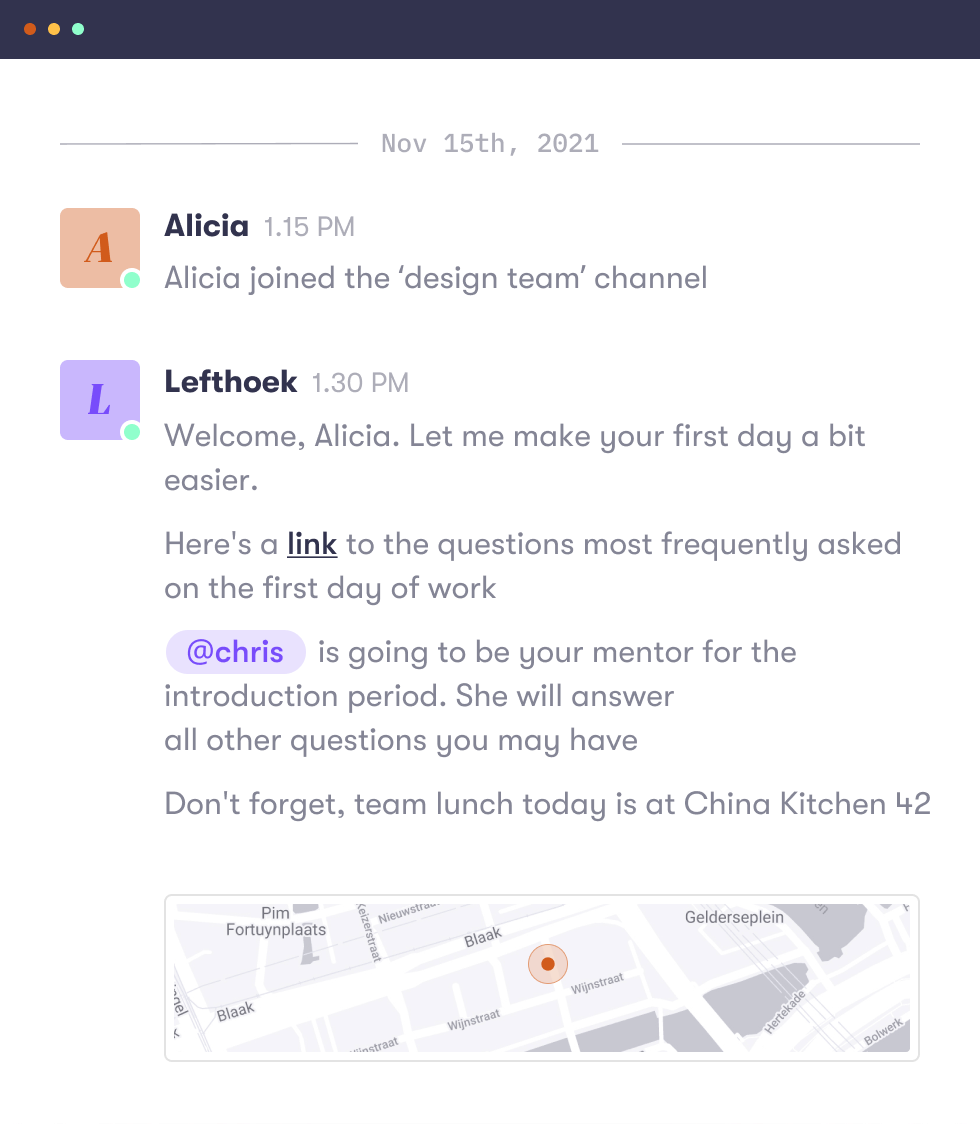 Nov 15th, 2021
A
Alicia 1.15 PM
Alicia joined the ‘design team’ channel
L
Lefthoek 1.30 PM
Welcome, Alicia. Let me make your first day a bit
easier.
Here's a link to the questions most frequently asked
on the first day of work
@chris is going to be your mentor for the
introduction period. She will answer
all other questions you may have
Don't forget, team lunch today is at China Kitchen 42
Pim
Fortuynplaats
Keizerstraat
Blaak
Gelderseplein
Wijnstraat
Blaak
Wijnstraat
Hertekade
Bolwerk